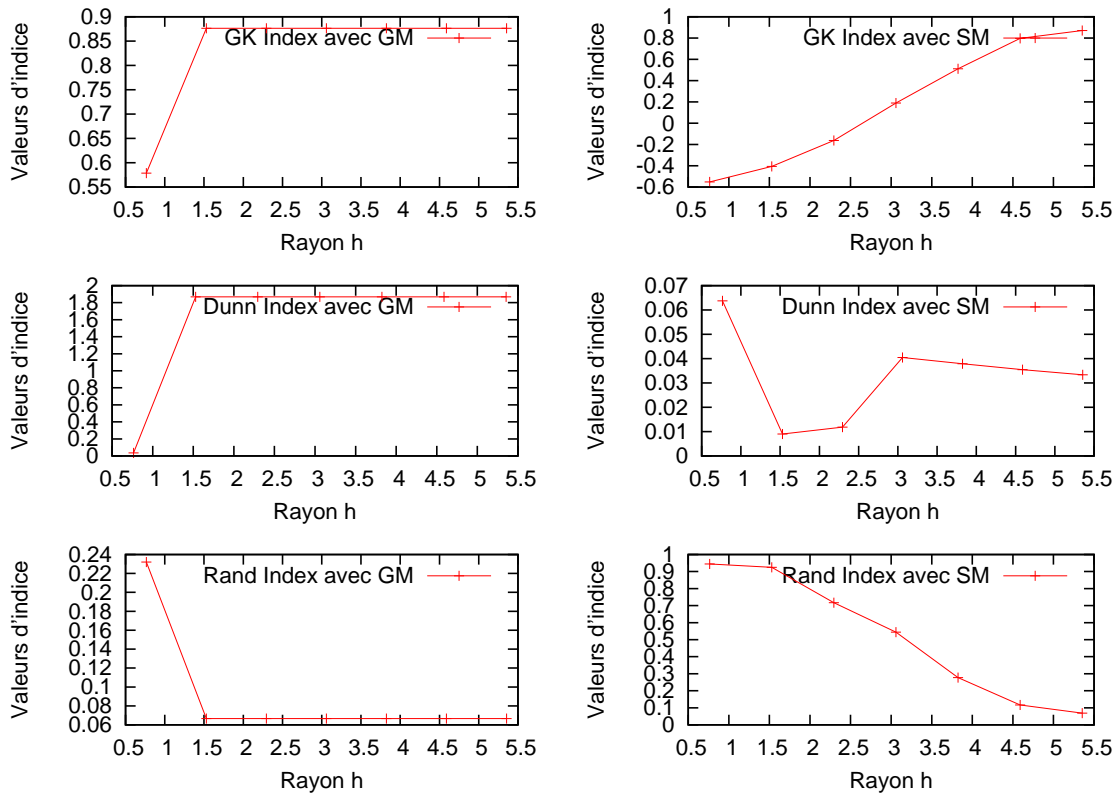 0.9
0.85
0.8
0.75
0.7
0.65
0.6
0.55
Valeurs d'indice
GK Index avec GM
0.5 1 1.5 2 2.5 3 3.5 4 4.5 5 5.5
Rayon h
1
0.8
0.6
0.4
0.2
0
-0.2
-0.4
-0.6
Valeurs d'indice
GK Index avec SM
0.5 1 1.5 2 2.5 3 3.5 4 4.5 5 5.5
Rayon h
2
1.8
1.6
1.4
1.2
1
0.8
0.6
0.4
0.2
0
Valeurs d'indice
Dunn Index avec GM
0.5 1 1.5 2 2.5 3 3.5 4 4.5 5 5.5
Rayon h
0.07
0.06
0.05
0.04
0.03
0.02
0.01
0
Valeurs d'indice
Dunn Index avec SM
0.5 1 1.5 2 2.5 3 3.5 4 4.5 5 5.5
Rayon h
0.24
0.22
0.2
0.18
0.16
0.14
0.12
0.1
0.08
0.06
Valeurs d'indice
Rand Index avec GM
0.5 1 1.5 2 2.5 3 3.5 4 4.5 5 5.5
Rayon h
1
0.9
0.8
0.7
0.6
0.5
0.4
0.3
0.2
0.1
0
Valeurs d'indice
Rand Index avec SM
0.5 1 1.5 2 2.5 3 3.5 4 4.5 5 5.5
Rayon h